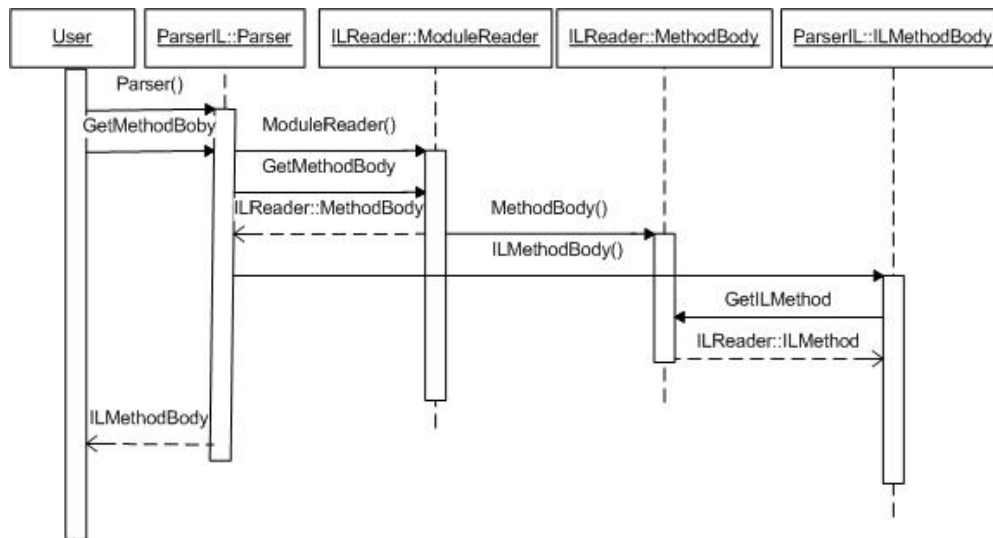 User
ParserIL::Parser
ILReader::ModuleReader
ILReader::MethodBody
ParserIL::ILMethodBody
Parser()
GetMethodBoby
ModuleReader()
GetMethodBody
ILReader::MethodBody
MethodBody()
ILMethodBody()
GetILMethod
ILReader::ILMethod
ILMethodBody